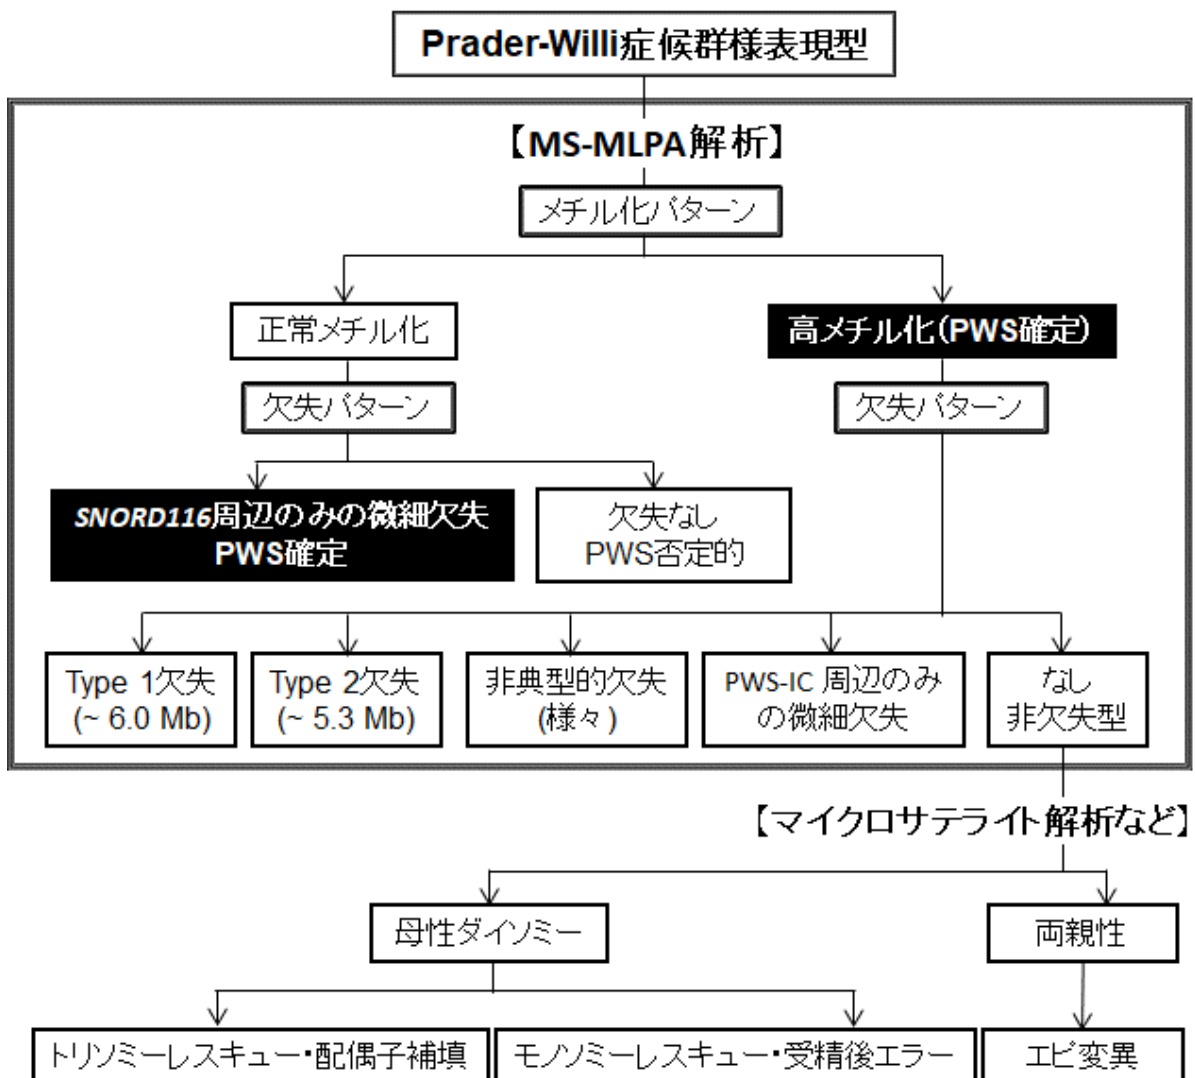 Prader-Willi症候群様表現型
【MS-MLPA解析】
メチル化パターン
正常メチル化
高メチル化(PWS確定)
欠失パターン
欠失パターン
SNORD116周辺のみの微細欠失
PWS確定
欠失なし
PWS否定的
Type 1欠失
(~ 6.0 Mb)
Type 2欠失
(~ 5.3 Mb)
非典型的欠失
(様々)
PWS-IC 周辺のみ
の微細欠失
なし
非欠失型
【マイクロサテライト解析など】
母性ダイソミー
両親性
トリソミーレスキュー・配偶子補填
モノソミーレスキュー・受精後エラー
エピ変異